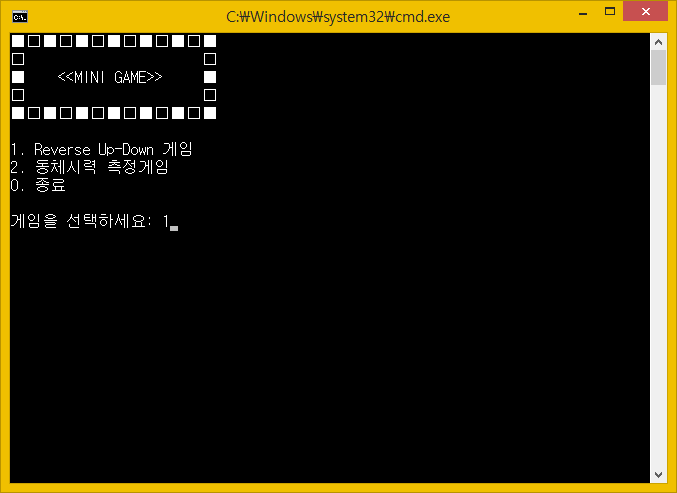 C:₩Windows₩system32₩cmd.exe
■□■□■□■□■□■□■
□ □
■ <<MINI GAME>> ■
□ □
■□■□■□■□■□■□■
1. Reverse Up-Down 게임
2. 동체시력 측정게임
0. 종료
게임을 선택하세요: 1